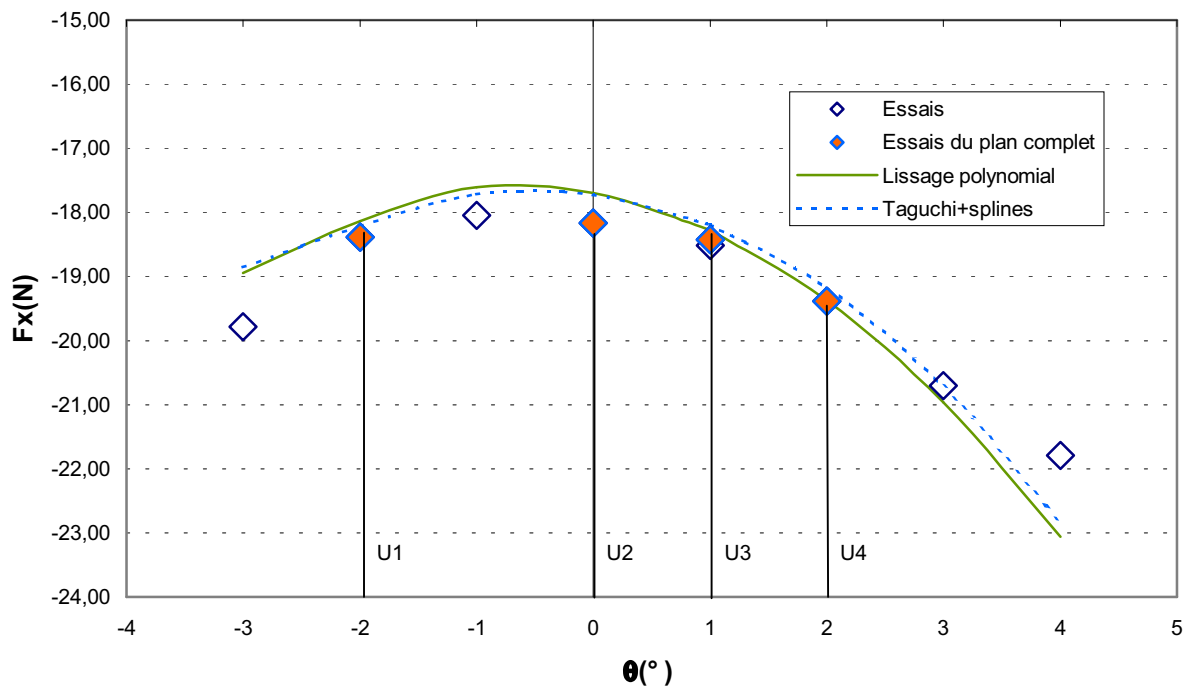 -15,00
-16,00
-17,00
-18,00
-19,00
-20,00
-21,00
-22,00
-23,00
-24,00
Fx(N)
Essais
Essais du plan complet
Lissage polynomial
Taguchi+splines
U1
U2
U3
U4
-4
-3
-2
-1
0
1
2
3
4
5
θ(°)